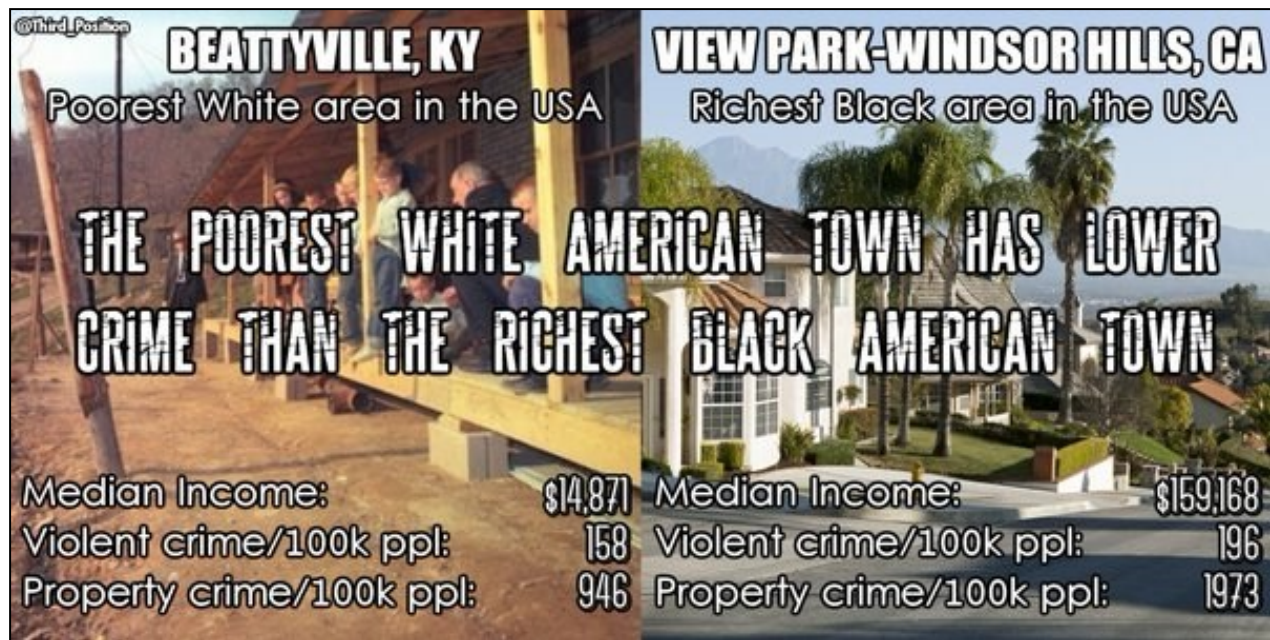 @Third_Position
BEATTYVILLE, KY
Poorest White area in the USA
VIEW PARK-WINDSOR HILLS, CA
Richest Black area in the USA
THE POOREST WHITE AMERICAN TOWN HAS LOWER
CRIME THAN THE RICHEST BLACK AMERICAN TOWN
Median Income: $14,871
Violent crime/100k ppl: 158
Property crime/100k ppl: 946
Median Income: $159,168
Violent crime/100k ppl: 196
Property crime/100k ppl: 1973